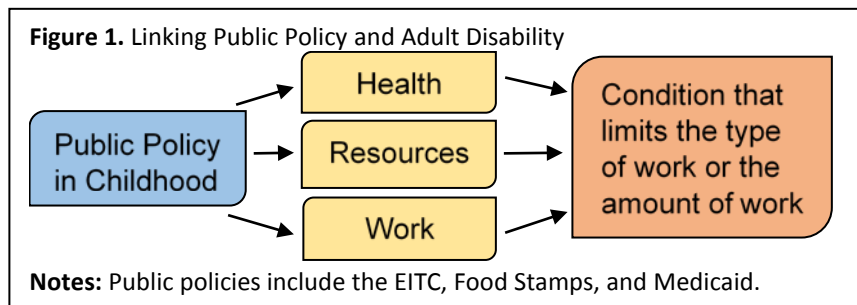 Figure 1. Linking Public Policy and Adult Disability
Public Policy
in Childhood
Health
Resources
Work
Condition that
limits the type
of work or the
amount of work
Notes: Public policies include the EITC, Food Stamps, and Medicaid.